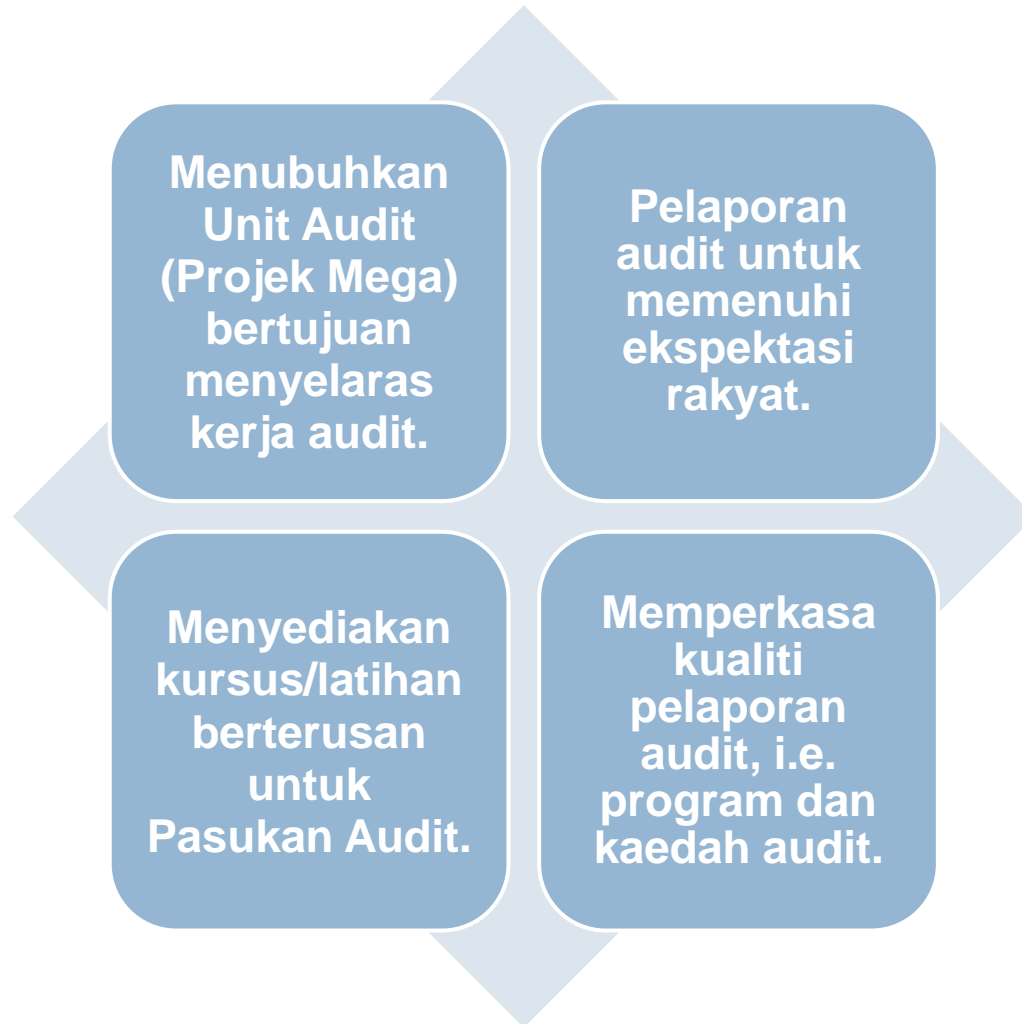 Menubuhkan
Unit Audit
(Projek Mega)
bertujuan
menyelaras
kerja audit.
Pelaporan
audit untuk
memenuhi
ekspektasi
rakyat.
Menyediakan
kursus/latihan
berterusan
untuk
Pasukan Audit.
Memperkasa
kualiti
pelaporan
audit, i.e.
program dan
kaedah audit.